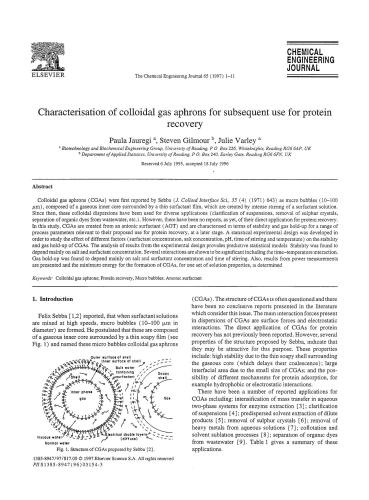 ELSEVIER
The Chemical Engineering Journal 65 (1997) 1–11
CHEMICAL
ENGINEERING
JOURNAL
Characterisation of colloidal gas aphrons for subsequent use for protein
recovery
Paula Jauregi a, Steven Gilmour b, Julie Varley a
a Biotechnology and Biochemical Engineering Group, University of Reading, P O Box 226, Whiteknights, Reading RG6 6AP, UK
b Department of Applied Statistics, University of Reading, P O Box 240, Earley Gate, Reading RG6 6FN, UK
Received 6 July 1995, accepted 18 July 1996
Abstract
Colloidal gas aphrons (CGAs) were first reported by Sebba (J. Colloid Interface Sci., 35 (4) (1971) 643) as micro bubbles (10–100
μm), composed of a gaseous inner core surrounded by a thin surfactant film, which are created by intense stirring of a surfactant solution.
Since then, these colloidal dispersions have been used for diverse applications (clarification of suspensions, removal of sulphur crystals,
separation of organic dyes from wastewater, etc.). However, there have been no reports, as yet, of their direct application for protein recovery.
In this study, CGAs are created from an anionic surfactant (AOT) and are characterised in terms of stability and gas hold-up for a range of
process parameters relevant to their proposed use for protein recovery, at a later stage. A statistical experimental design was developed in
order to study the effect of different factors (surfactant concentration, salt concentration, pH, time of stirring and temperature) on the stability
and gas hold-up of CGAs. The analysis of results from the experimental design provides predictive statistical models. Stability was found to
depend mainly on salt and surfactant concentration. Several interactions are shown to be significant including the time–temperature interaction.
Gas hold-up was found to depend mainly on salt and surfactant concentration and time of stirring. Also, results from power measurements
are presented and the minimum energy for the formation of CGAs, for one set of solution properties, is determined
Keywords: Colloidal gas aphrons; Protein recovery, Micro bubbles, Anionic surfactant
1. Introduction
Felix Sebba [1,2] reported, that when surfactant solutions
are mixed at high speeds, micro bubbles (10–100 μm in
diameter) are formed. He postulated that these are composed
of a gaseous inner core surrounded by a thin soapy film (see
Fig. 1) and named these micro bubbles colloidal gas aphrons
Outer surface of shell
Inner surface of shell
Bulk water
containing
surfactant
Soapy
shell
Inner phase
gas
Gas
Viscous water
Normal water
Electrical double layers
(diffuse)
Fig. 1. Structure of CGAs proposed by Sebba [2].
1385-8947/97/$17.00 © 1997 Elsevier Science S.A. All rights reserved
PII S1385-8947(96)03154-3
(CGAs). The structure of CGAs is often questioned and there
have been no conclusive reports presented in the literature
which consider this issue. The main interaction forces present
in dispersions of CGAs are surface forces and electrostatic
interactions. The direct application of CGAs for protein
recovery has not previously been reported. However, several
properties of the structure proposed by Sebba, indicate that
they may be attractive for this purpose. These properties
include: high stability due to the thin soapy shell surrounding
the gaseous core (which delays their coalescence); large
interfacial area due to the small size of CGAs; and the pos-
sibility of different mechanisms for protein adsorption, for
example hydrophobic or electrostatic interactions.
There have been a number of reported applications for
CGAs including: intensification of mass transfer in aqueous
two-phase systems for enzyme extraction [3]; clarification
of suspensions [4]; predispersed solvent extraction of dilute
products [5]; removal of sulphur crystals [6]; removal of
heavy metals from aqueous solutions [7]; coflotation and
solvent sublation processes [8]; separation of organic dyes
from wastewater [9]. Table 1 gives a summary of these
applications.